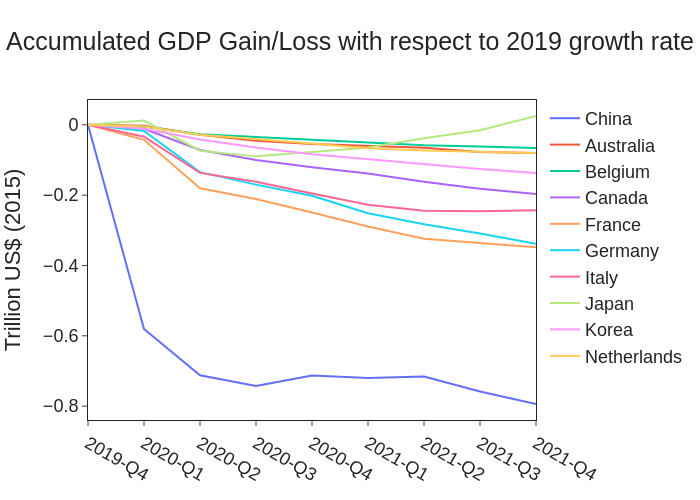 Accumulated GDP Gain/Loss with respect to 2019 growth rate
Trillion US$ (2015)
0
−0.2
−0.4
−0.6
−0.8
2019-Q4
2020-Q1
2020-Q2
2020-Q3
2020-Q4
2021-Q1
2021-Q2
2021-Q3
2021-Q4
China
Australia
Belgium
Canada
France
Germany
Italy
Japan
Korea
Netherlands